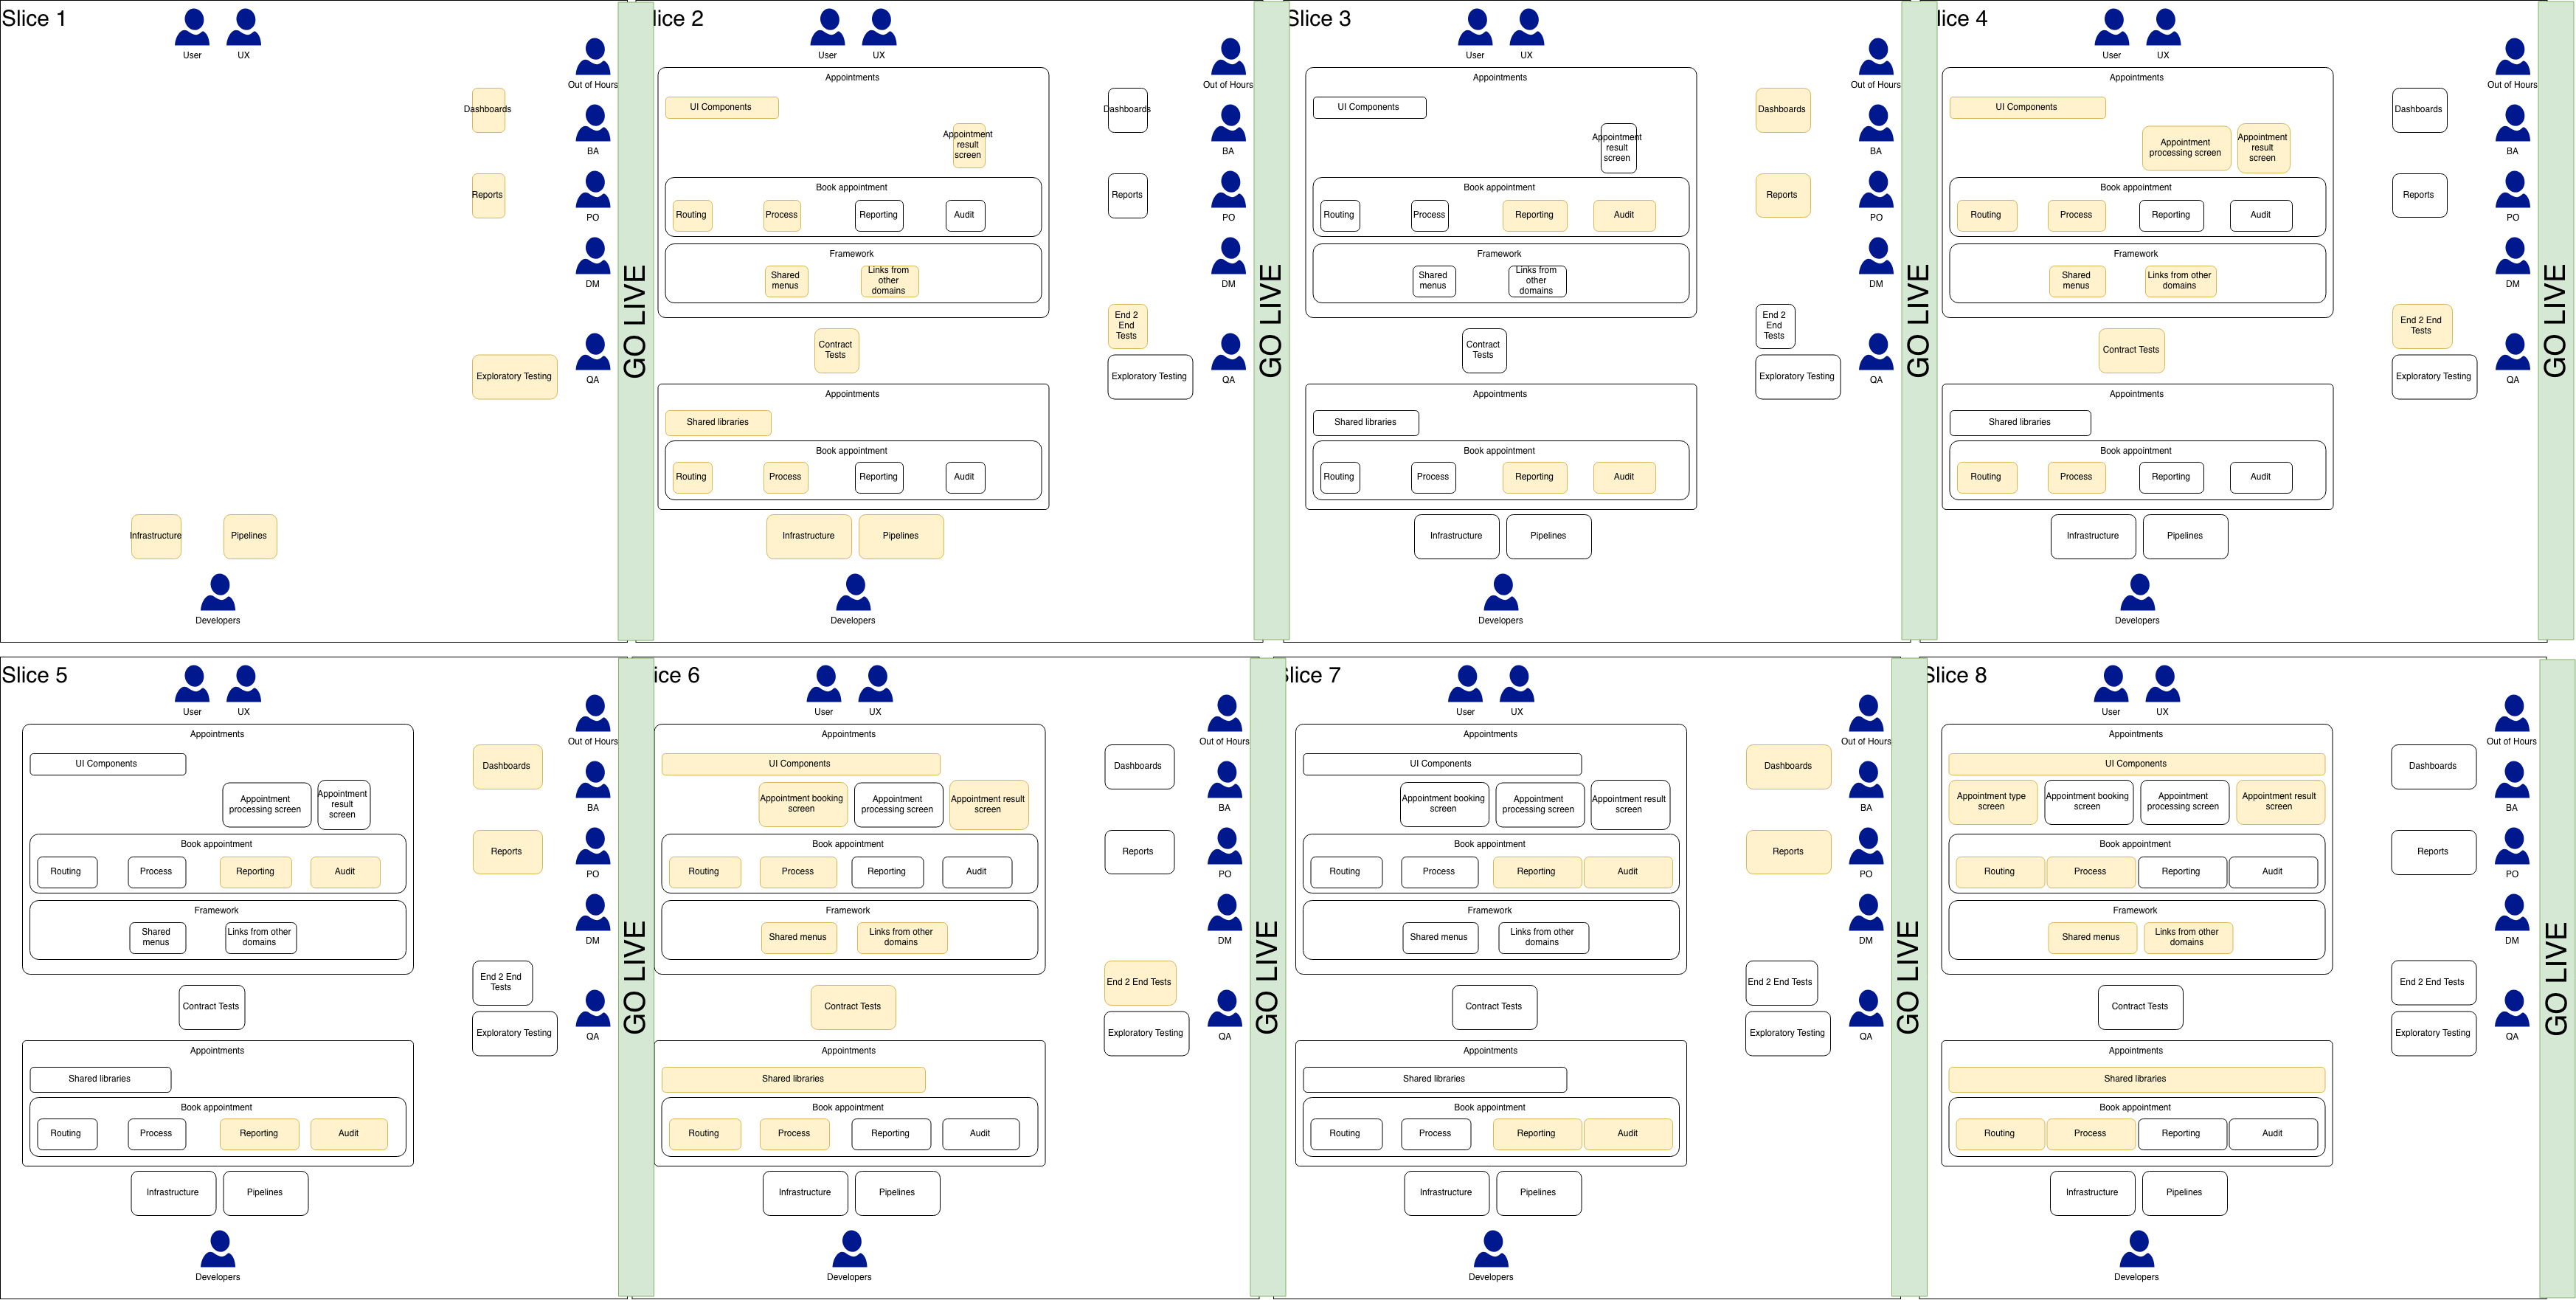 Slice 1
User
UX
Out of Hours
Dashboards
BA
Reports
PO
DM
Exploratory Testing
QA
Infrastructure
Pipelines
Developers
GO LIVE
lice 2
User
UX
Out of Hours
Appointments
UI Components
Dashboards
Appointment
result
screen
BA
Book appointment
Routing
Process
Reporting
Audit
Reports
PO
Framework
Shared
menus
Links from
other
domains
DM
End 2
End
Tests
Contract
Tests
Exploratory Testing
QA
Appointments
Shared libraries
Book appointment
Routing
Process
Reporting
Audit
Infrastructure
Pipelines
Developers
GO LIVE
Slice 3
User
UX
Out of Hours
Appointments
UI Components
Dashboards
Appointment
result
screen
BA
Book appointment
Routing
Process
Reporting
Audit
Reports
PO
Framework
Shared
menus
Links from
other
domains
DM
End 2
End
Tests
Contract
Tests
Exploratory Testing
QA
Appointments
Shared libraries
Book appointment
Routing
Process
Reporting
Audit
Infrastructure
Pipelines
Developers
GO LIVE
lice 4
User
UX
Out of Hours
Appointments
UI Components
Dashboards
Appointment
processing screen
Appointment
result
screen
BA
Book appointment
Routing
Process
Reporting
Audit
Reports
PO
Framework
Shared
menus
Links from other
domains
DM
End 2 End
Tests
Contract Tests
Exploratory Testing
QA
Appointments
Shared libraries
Book appointment
Routing
Process
Reporting
Audit
Infrastructure
Pipelines
Developers
GO LIVE
Slice 5
User
UX
Out of Hours
Appointments
UI Components
Dashboards
Appointment
processing screen
Appointment
result
screen
BA
Book appointment
Routing
Process
Reporting
Audit
Reports
PO
Framework
Shared
menus
Links from other
domains
DM
End 2 End
Tests
Contract Tests
Exploratory Testing
QA
Appointments
Shared libraries
Book appointment
Routing
Process
Reporting
Audit
Infrastructure
Pipelines
Developers
GO LIVE
ice 6
User
UX
Out of Hours
Appointments
UI Components
Dashboards
Appointment booking
screen
Appointment
processing screen
Appointment result
screen
BA
Book appointment
Routing
Process
Reporting
Audit
Reports
PO
Framework
Shared menus
Links from other
domains
DM
End 2 End Tests
Contract Tests
Exploratory Testing
QA
Appointments
Shared libraries
Book appointment
Routing
Process
Reporting
Audit
Infrastructure
Pipelines
Developers
GO LIVE
Slice 7
User
UX
Out of Hours
Appointments
UI Components
Dashboards
Appointment booking
screen
Appointment
processing screen
Appointment result
screen
BA
Book appointment
Routing
Process
Reporting
Audit
Reports
PO
Framework
Shared menus
Links from other
domains
DM
End 2 End Tests
Contract Tests
Exploratory Testing
QA
Appointments
Shared libraries
Book appointment
Routing
Process
Reporting
Audit
Infrastructure
Pipelines
Developers
GO LIVE
Slice 8
User
UX
Out of Hours
Appointments
UI Components
Dashboards
Appointment type
screen
Appointment booking
screen
Appointment
processing screen
Appointment result
screen
BA
Book appointment
Routing
Process
Reporting
Audit
Reports
PO
Framework
Shared menus
Links from other
domains
DM
End 2 End Tests
Contract Tests
Exploratory Testing
QA
Appointments
Shared libraries
Book appointment
Routing
Process
Reporting
Audit
Infrastructure
Pipelines
Developers
GO LIVE